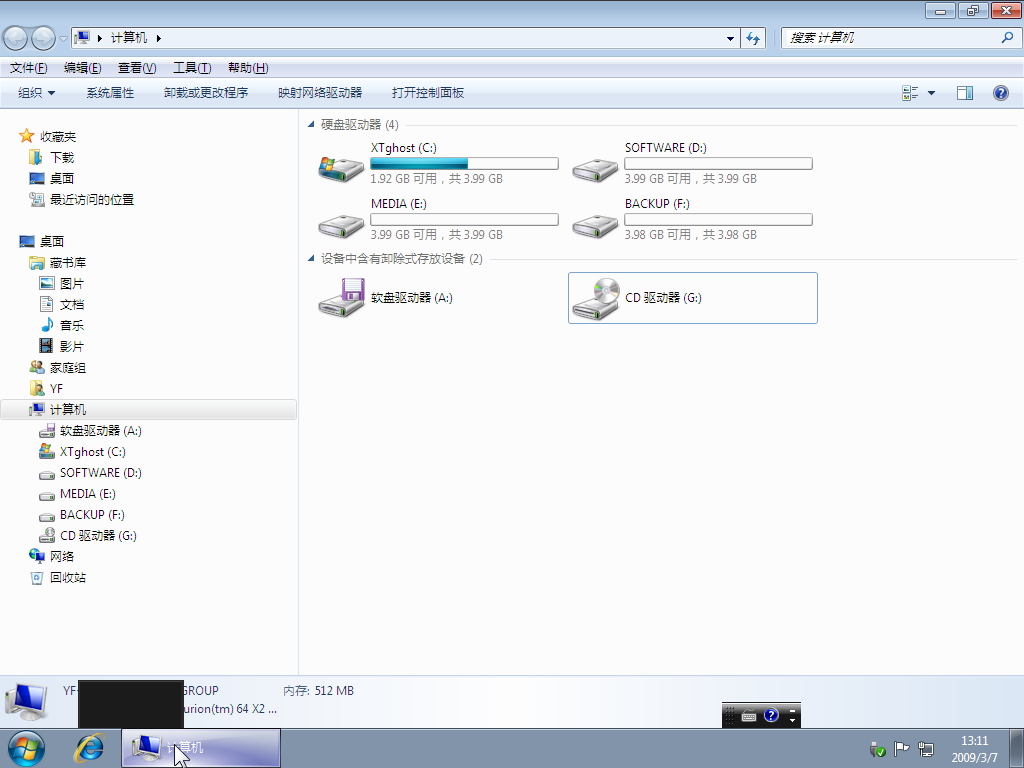 计算机
搜索 计算机
文件(F) 编辑(E) 查看(V) 工具(T) 帮助(H)
组织 系统属性 卸载或更改程序 映射网络驱动器 打开控制面板
收藏夹
下载
桌面
最近访问的位置
桌面
藏书库
图片
文档
音乐
影片
家庭组
YF
计算机
软盘驱动器 (A:)
XTghost (C:)
SOFTWARE (D:)
MEDIA (E:)
BACKUP (F:)
CD 驱动器 (G:)
网络
回收站
硬盘驱动器 (4)
XTghost (C:)
1.92 GB 可用，共 3.99 GB
SOFTWARE (D:)
3.99 GB 可用，共 3.99 GB
MEDIA (E:)
3.99 GB 可用，共 3.99 GB
BACKUP (F:)
3.98 GB 可用，共 3.98 GB
设备中含有卸除式存放设备 (2)
软盘驱动器 (A:)
CD 驱动器 (G:)
YF- GROUP 内存: 512 MB
urion(tm) 64 X2 ...
计算机
13:11
2009/3/7